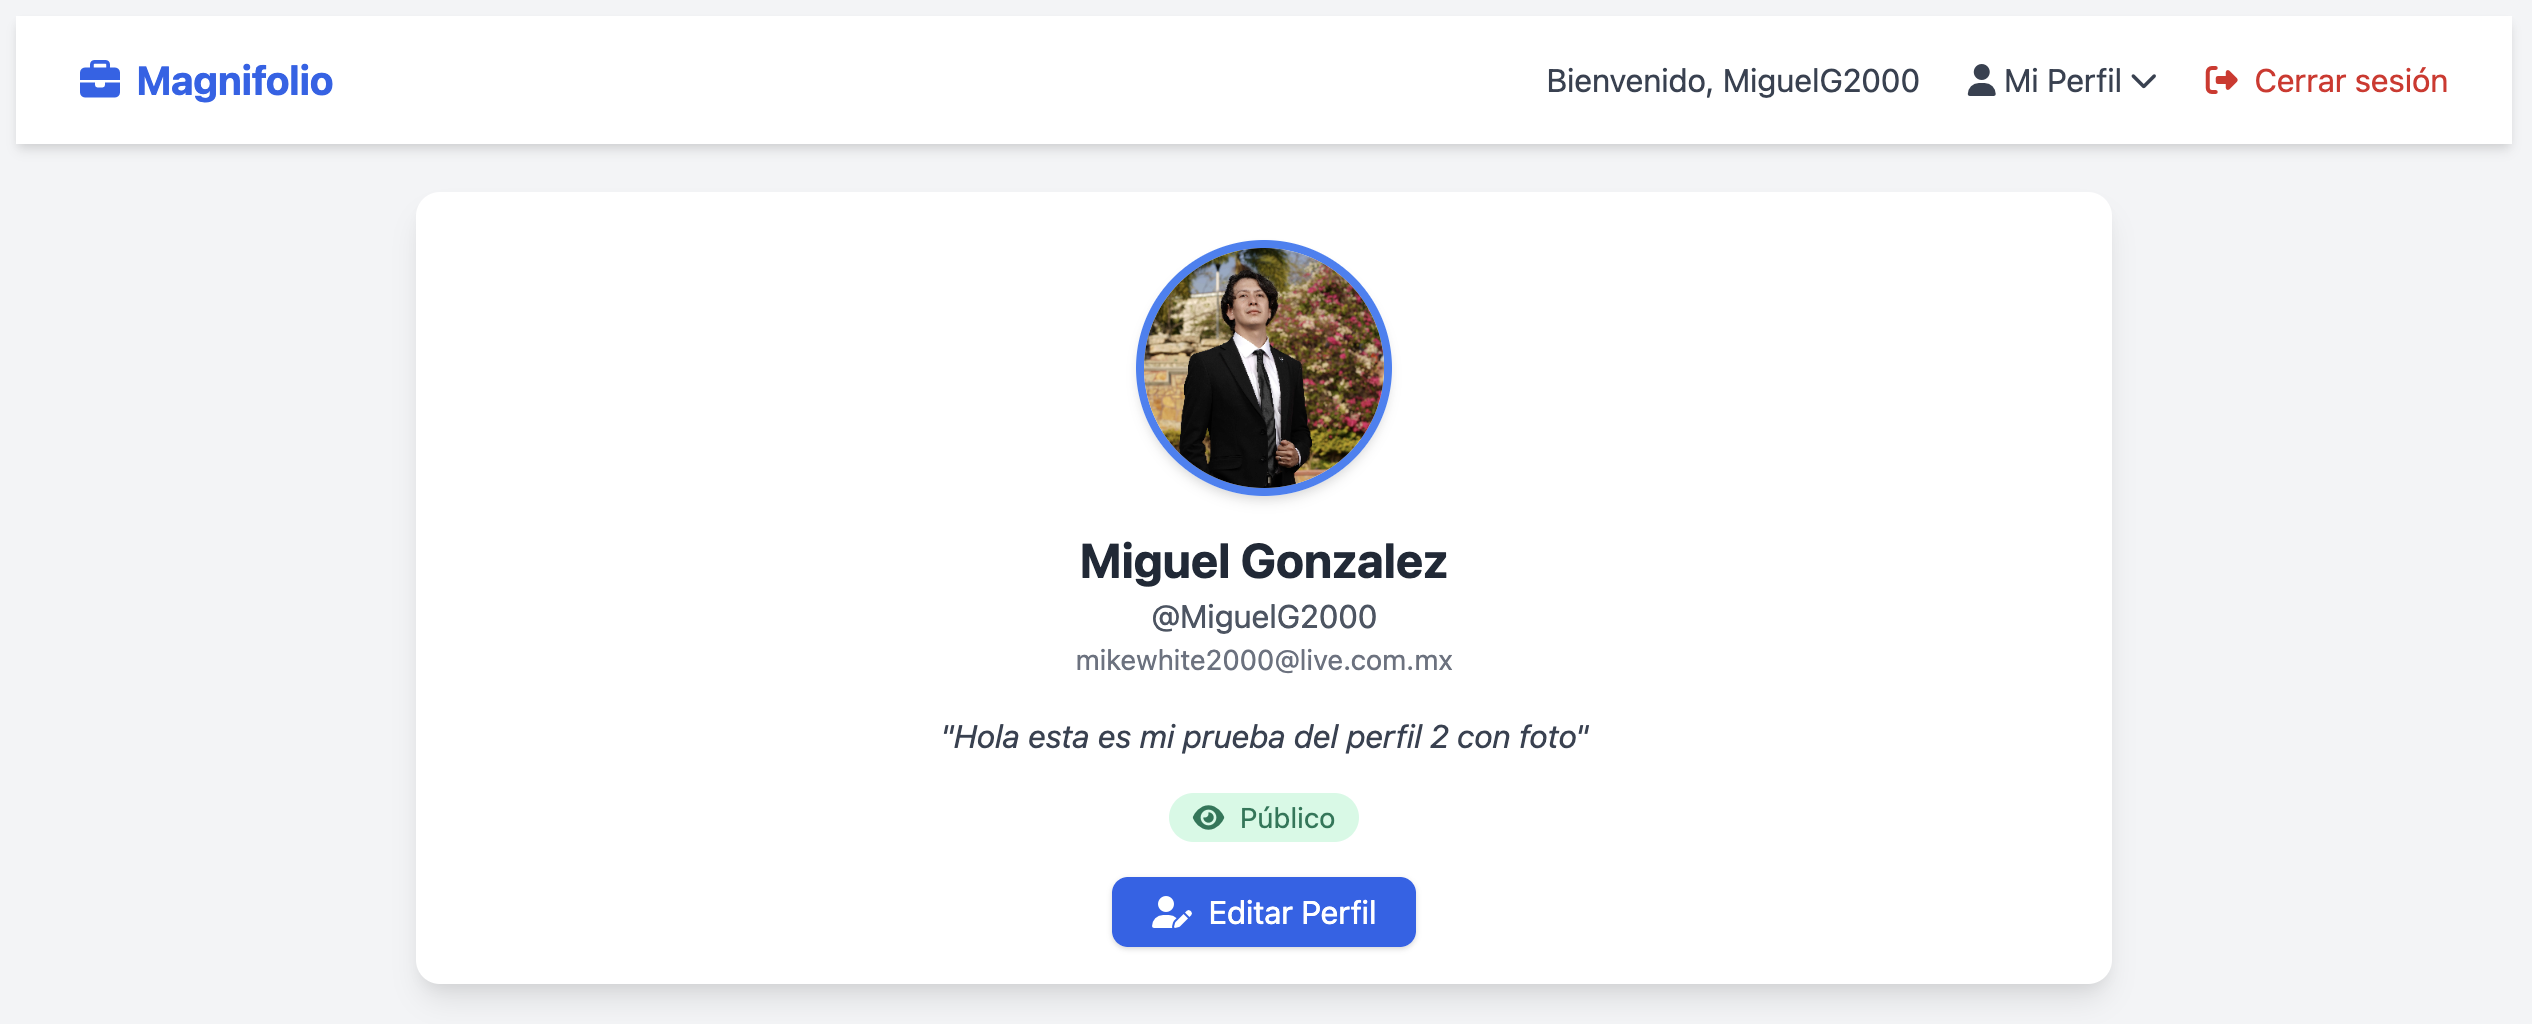 Magnifolio
Bienvenido, MiguelG2000
Mi Perfil
Cerrar sesión
Miguel Gonzalez
@MiguelG2000
mikewhite2000@live.com.mx
"Hola esta es mi prueba del perfil 2 con foto"
Público
Editar Perfil